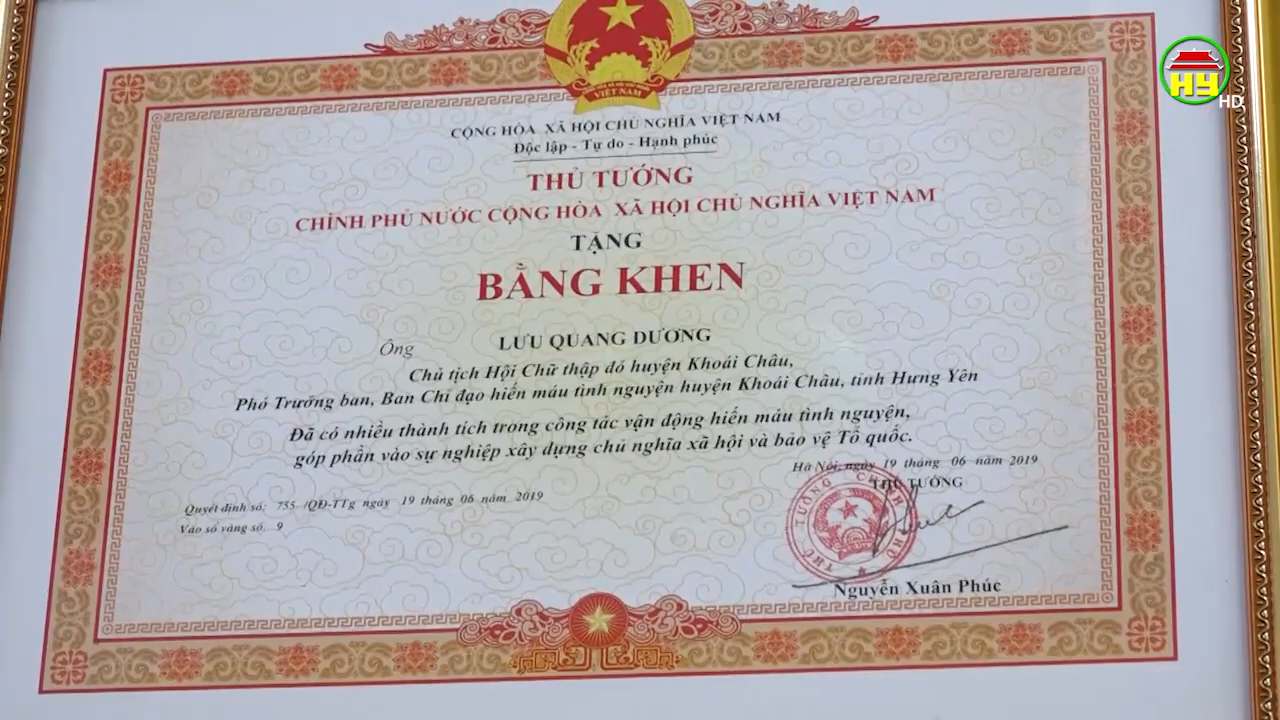 HY
HD
VIỆT NAM
CỘNG HÒA XÃ HỘI CHỦ NGHĨA VIỆT NAM
Độc lập - Tự do - Hạnh phúc
THỦ TƯỚNG
CHÍNH PHỦ NƯỚC CỘNG HÒA XÃ HỘI CHỦ NGHĨA VIỆT NAM
TẶNG
BẰNG KHEN
Ông LƯU QUANG DƯƠNG
Chủ tịch Hội Chữ thập đỏ huyện Khoái Châu,
Phó Trưởng ban, Ban Chỉ đạo hiến máu tình nguyện huyện Khoái Châu, tỉnh Hưng Yên
Đã có nhiều thành tích trong công tác vận động hiến máu tình nguyện,
góp phần vào sự nghiệp xây dựng chủ nghĩa xã hội và bảo vệ Tổ quốc.
Hà Nội, ngày 19 tháng 06 năm 2019
THỦ TƯỚNG
Quyết định số: 755 /QĐ-TTg ngày 19 tháng 06 năm 2019
Vào sổ vàng số: 9
THỦ TƯỚNG CHÍNH PHỦ
Nguyễn Xuân Phúc